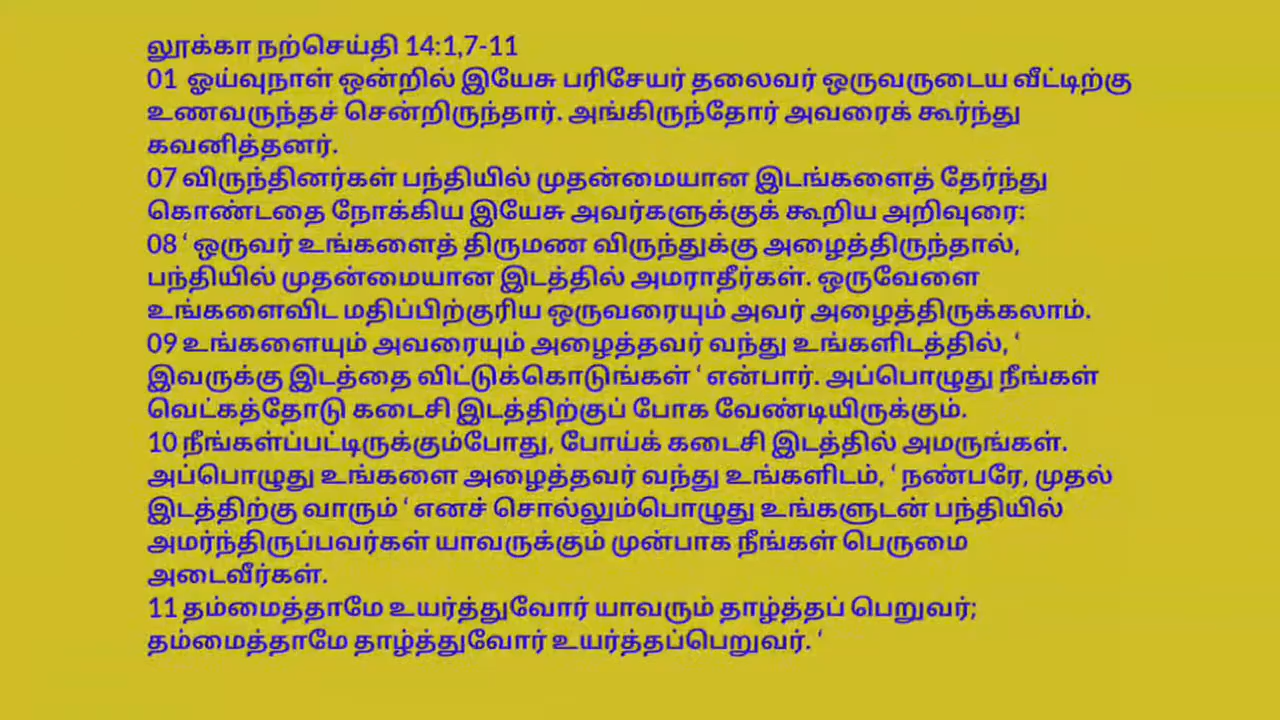 லூக்கா நற்செய்தி 14:1,7-11
01 ஓய்வுநாள் ஒன்றில் இயேசு பரிசேயர் தலைவர் ஒருவருடைய வீட்டிற்கு
உணவருந்தச் சென்றிருந்தார். அங்கிருந்தோர் அவரைக் கூர்ந்து
கவனித்தனர்.
07 விருந்தினர்கள் பந்தியில் முதன்மையான இடங்களைத் தேர்ந்து
கொண்டதை நோக்கிய இயேசு அவர்களுக்குக் கூறிய அறிவுரை:
08 ‘ ஒருவர் உங்களைத் திருமண விருந்துக்கு அழைத்திருந்தால்,
பந்தியில் முதன்மையான இடத்தில் அமராதீர்கள். ஒருவேளை
உங்களைவிட மதிப்பிற்குரிய ஒருவரையும் அவர் அழைத்திருக்கலாம்.
09 உங்களையும் அவரையும் அழைத்தவர் வந்து உங்களிடத்தில், ‘
இவருக்கு இடத்தை விட்டுக்கொடுங்கள் ‘ என்பார். அப்பொழுது நீங்கள்
வெட்கத்தோடு கடைசி இடத்திற்குப் போக வேண்டியிருக்கும்.
10 நீங்கள்ப்பட்டிருக்கும்போது, போய்க் கடைசி இடத்தில் அமருங்கள்.
அப்பொழுது உங்களை அழைத்தவர் வந்து உங்களிடம், ‘ நண்பரே, முதல்
இடத்திற்கு வாரும் ‘ எனச் சொல்லும்பொழுது உங்களுடன் பந்தியில்
அமர்ந்திருப்பவர்கள் யாவருக்கும் முன்பாக நீங்கள் பெருமை
அடைவீர்கள்.
11 தம்மைத்தாமே உயர்த்துவோர் யாவரும் தாழ்த்தப் பெறுவர்;
தம்மைத்தாமே தாழ்த்துவோர் உயர்த்தப்பெறுவர். ‘